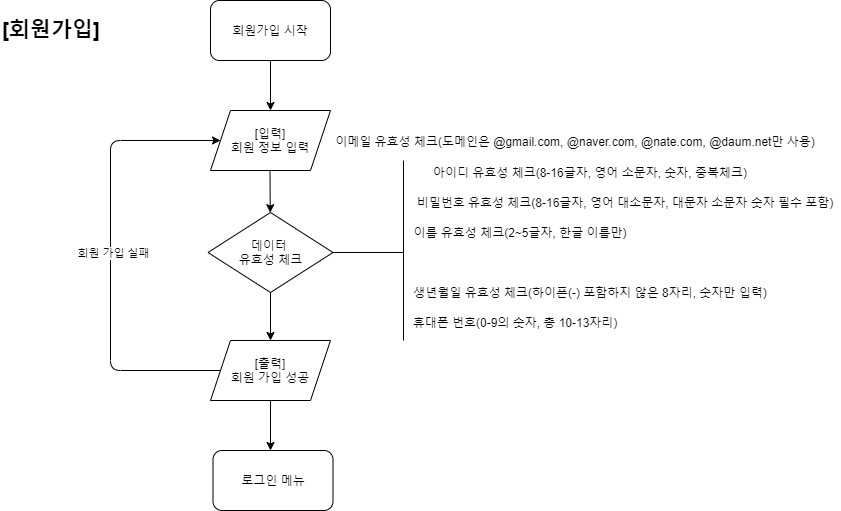 [회원가입]
회원가입 시작
[입력]
회원 정보 입력
이메일 유효성 체크(도메인은 @gmail.com, @naver.com, @nate.com, @daum.net만 사용)
아이디 유효성 체크(8-16글자, 영어 소문자, 숫자, 중복체크)
비밀번호 유효성 체크(8-16글자, 영어 대소문자, 대문자 소문자 숫자 필수 포함)
이름 유효성 체크(2~5글자, 한글 이름만)
데이터
유효성 체크
회원 가입 실패
생년월일 유효성 체크(하이픈(-) 포함하지 않은 8자리, 숫자만 입력)
휴대폰 번호(0-9의 숫자, 총 10-13자리)
[출력]
회원 가입 성공
로그인 메뉴